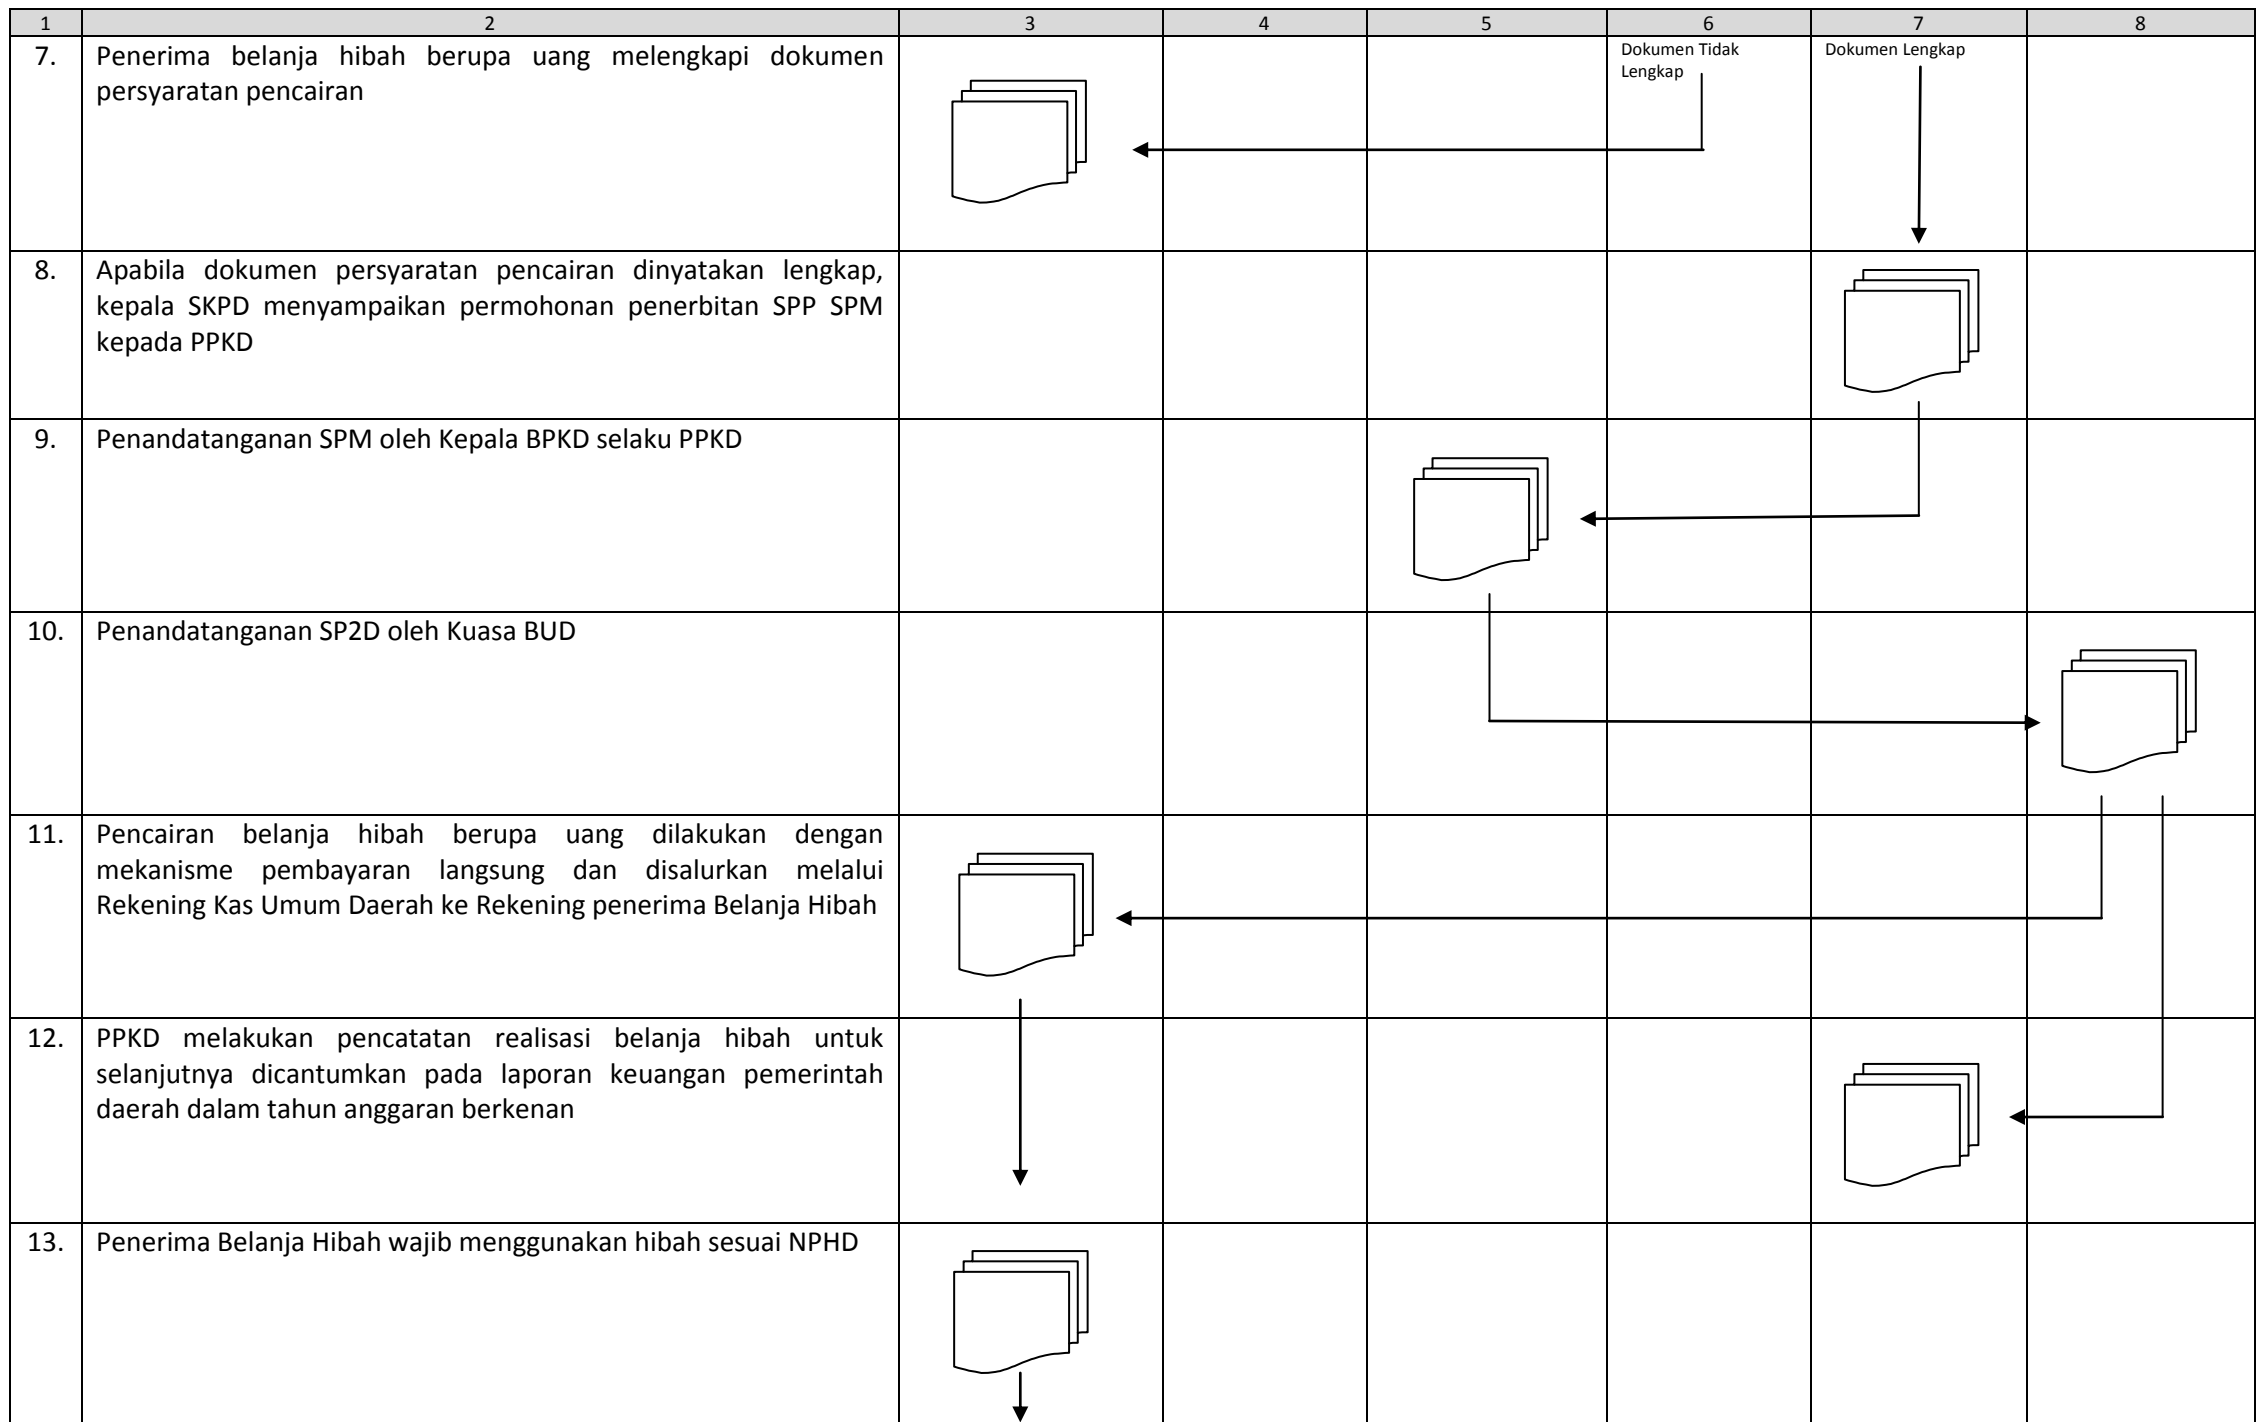 1 2 3 4 5 6 7 8
7. Penerima belanja hibah berupa uang melengkapi dokumen
persyaratan pencairan
Dokumen Tidak
Lengkap
Dokumen Lengkap
8. Apabila dokumen persyaratan pencairan dinyatakan lengkap,
kepala SKPD menyampaikan permohonan penerbitan SPP SPM
kepada PPKD
9. Penandatanganan SPM oleh Kepala BPKD selaku PPKD
10. Penandatanganan SP2D oleh Kuasa BUD
11. Pencairan belanja hibah berupa uang dilakukan dengan
mekanisme pembayaran langsung dan disalurkan melalui
Rekening Kas Umum Daerah ke Rekening penerima Belanja Hibah
12. PPKD melakukan pencatatan realisasi belanja hibah untuk
selanjutnya dicantumkan pada laporan keuangan pemerintah
daerah dalam tahun anggaran berkenan
13. Penerima Belanja Hibah wajib menggunakan hibah sesuai NPHD